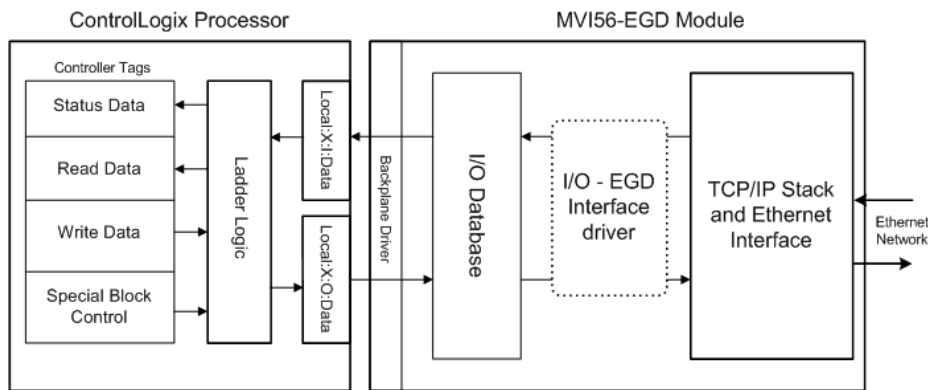 ControlLogix Processor
MVI56-EGD Module
Controller Tags
Status Data
Read Data
Write Data
Special Block
Control
Ladder Logic
Local:X:I:Data
Local:X:O:Data
Backplane Driver
I/O Database
I/O - EGD
Interface
driver
TCP/IP Stack
and Ethernet
Interface
Ethernet
Network